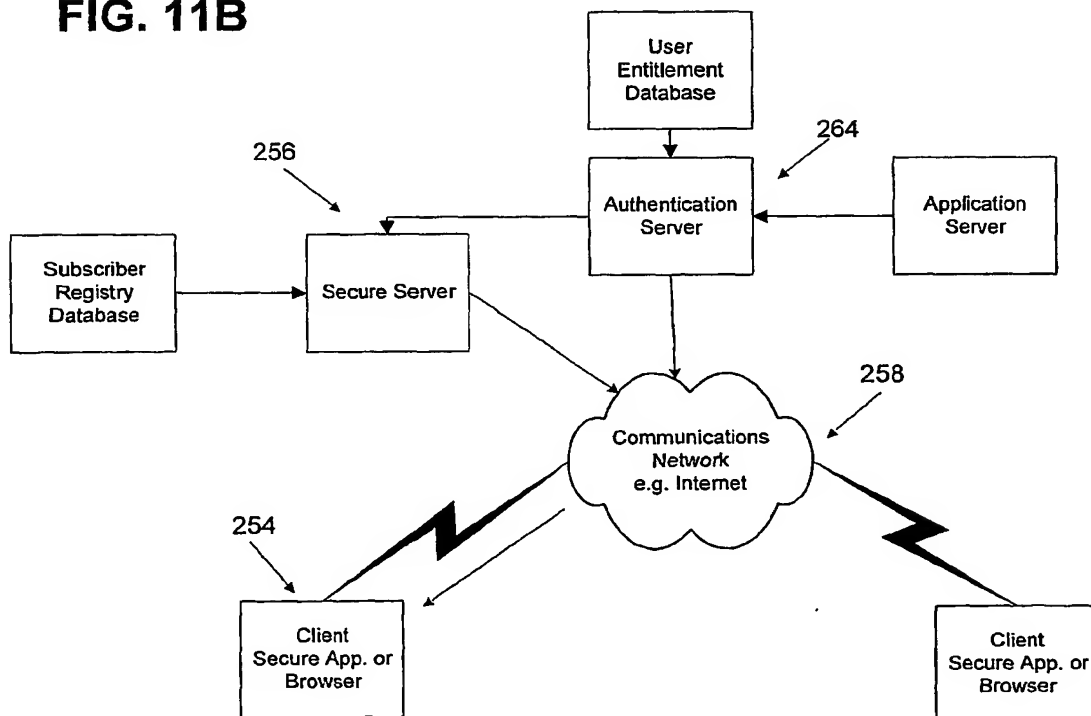 FIG. 11B
User
Entitlement
Database
256
264
Authentication
Server
Application
Server
Subscriber
Registry
Database
Secure Server
258
Communications
Network
e.g. Internet
254
Client
Secure App. or
Browser
Client
Secure App. or
Browser